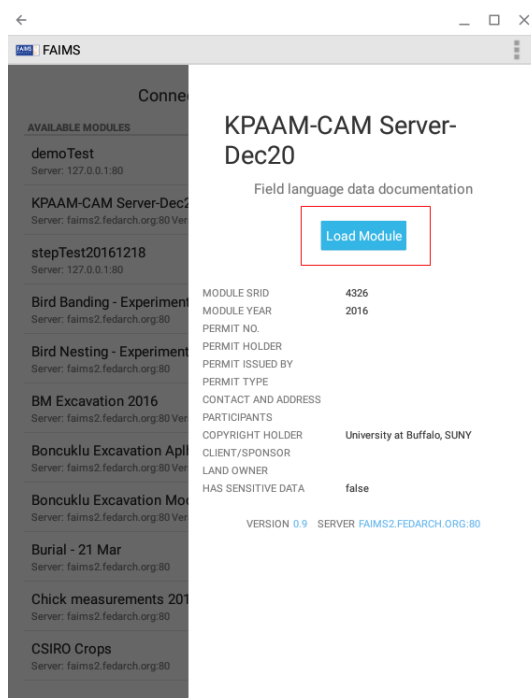 FAIMS
FAIMS
Conne
AVAILABLE MODULES
demoTest
Server: 127.0.0.1:80
KPAAM-CAM Server-Dec2
Server: faims2.fedarch.org:80 Ver
stepTest20161218
Server: 127.0.0.1:80
Bird Banding - Experiment
Server: faims2.fedarch.org:80
Bird Nesting - Experiment
Server: faims2.fedarch.org:80
BM Excavation 2016
Server: faims2.fedarch.org:80 Ver
Boncuklu Excavation Apll
Server: faims2.fedarch.org:80 Ver
Boncuklu Excavation Mo
Server: faims2.fedarch.org:80 Ver
Burial - 21 Mar
Server: faims2.fedarch.org:80
Chick measurements 201
Server: faims2.fedarch.org:80
CSIRO Crops
Server: faims2.fedarch.org:80
KPAAM-CAM Server-
Dec20
Field language data documentation
Load Module
MODULE SRID 4326
MODULE YEAR 2016
PERMIT NO.
PERMIT HOLDER
PERMIT ISSUED BY
PERMIT TYPE
CONTACT AND ADDRESS
PARTICIPANTS
COPYRIGHT HOLDER University at Buffalo, SUNY
CLIENT/SPONSOR
LAND OWNER
HAS SENSITIVE DATA false
VERSION 0.9 SERVER FAIMS2.FEDARCH.ORG:80